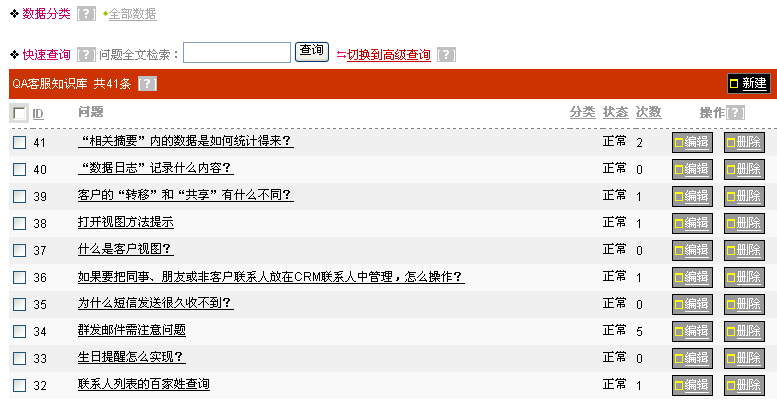 ❖ 数据分类 [?] ◆全部数据
❖ 快速查询 [?] 问题全文检索： 查询 ⇆切换到高级查询 [?]
QA客服知识库 共41条 [?] 新建
ID 问题 分类 状态 次数 操作[?]
41 “相关摘要”内的数据是如何统计得来？ 正常 2 编辑 删除
40 “数据日志”记录什么内容？ 正常 0 编辑 删除
39 客户的“转移”和“共享”有什么不同？ 正常 1 编辑 删除
38 打开视图方法提示 正常 1 编辑 删除
37 什么是客户视图？ 正常 0 编辑 删除
36 如果要把同事、朋友或非客户联系人放在CRM联系人中管理，怎么操作？ 正常 1 编辑 删除
35 为什么短信发送很久收不到？ 正常 0 编辑 删除
34 群发邮件需注意问题 正常 5 编辑 删除
33 生日提醒怎么实现？ 正常 0 编辑 删除
32 联系人列表的百家姓查询 正常 1 编辑 删除